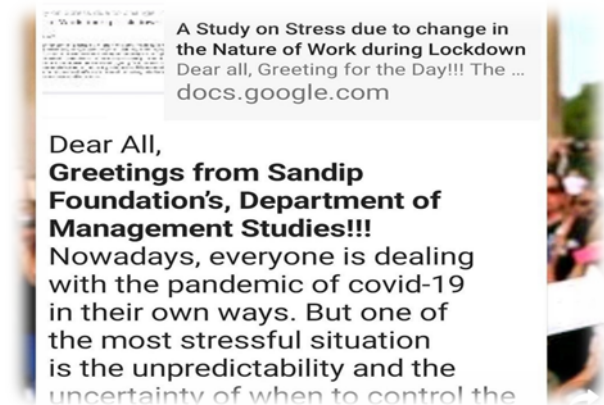 A Study on Stress due to change in
the Nature of Work during Lockdown
Dear all, Greeting for the Day!!! The ...
docs.google.com
Dear All,
Greetings from Sandip
Foundation's, Department of
Management Studies!!!
Nowadays, everyone is dealing
with the pandemic of covid-19
in their own ways. But one of
the most stressful situation
is the unpredictability and the
uncertainty of when to control the